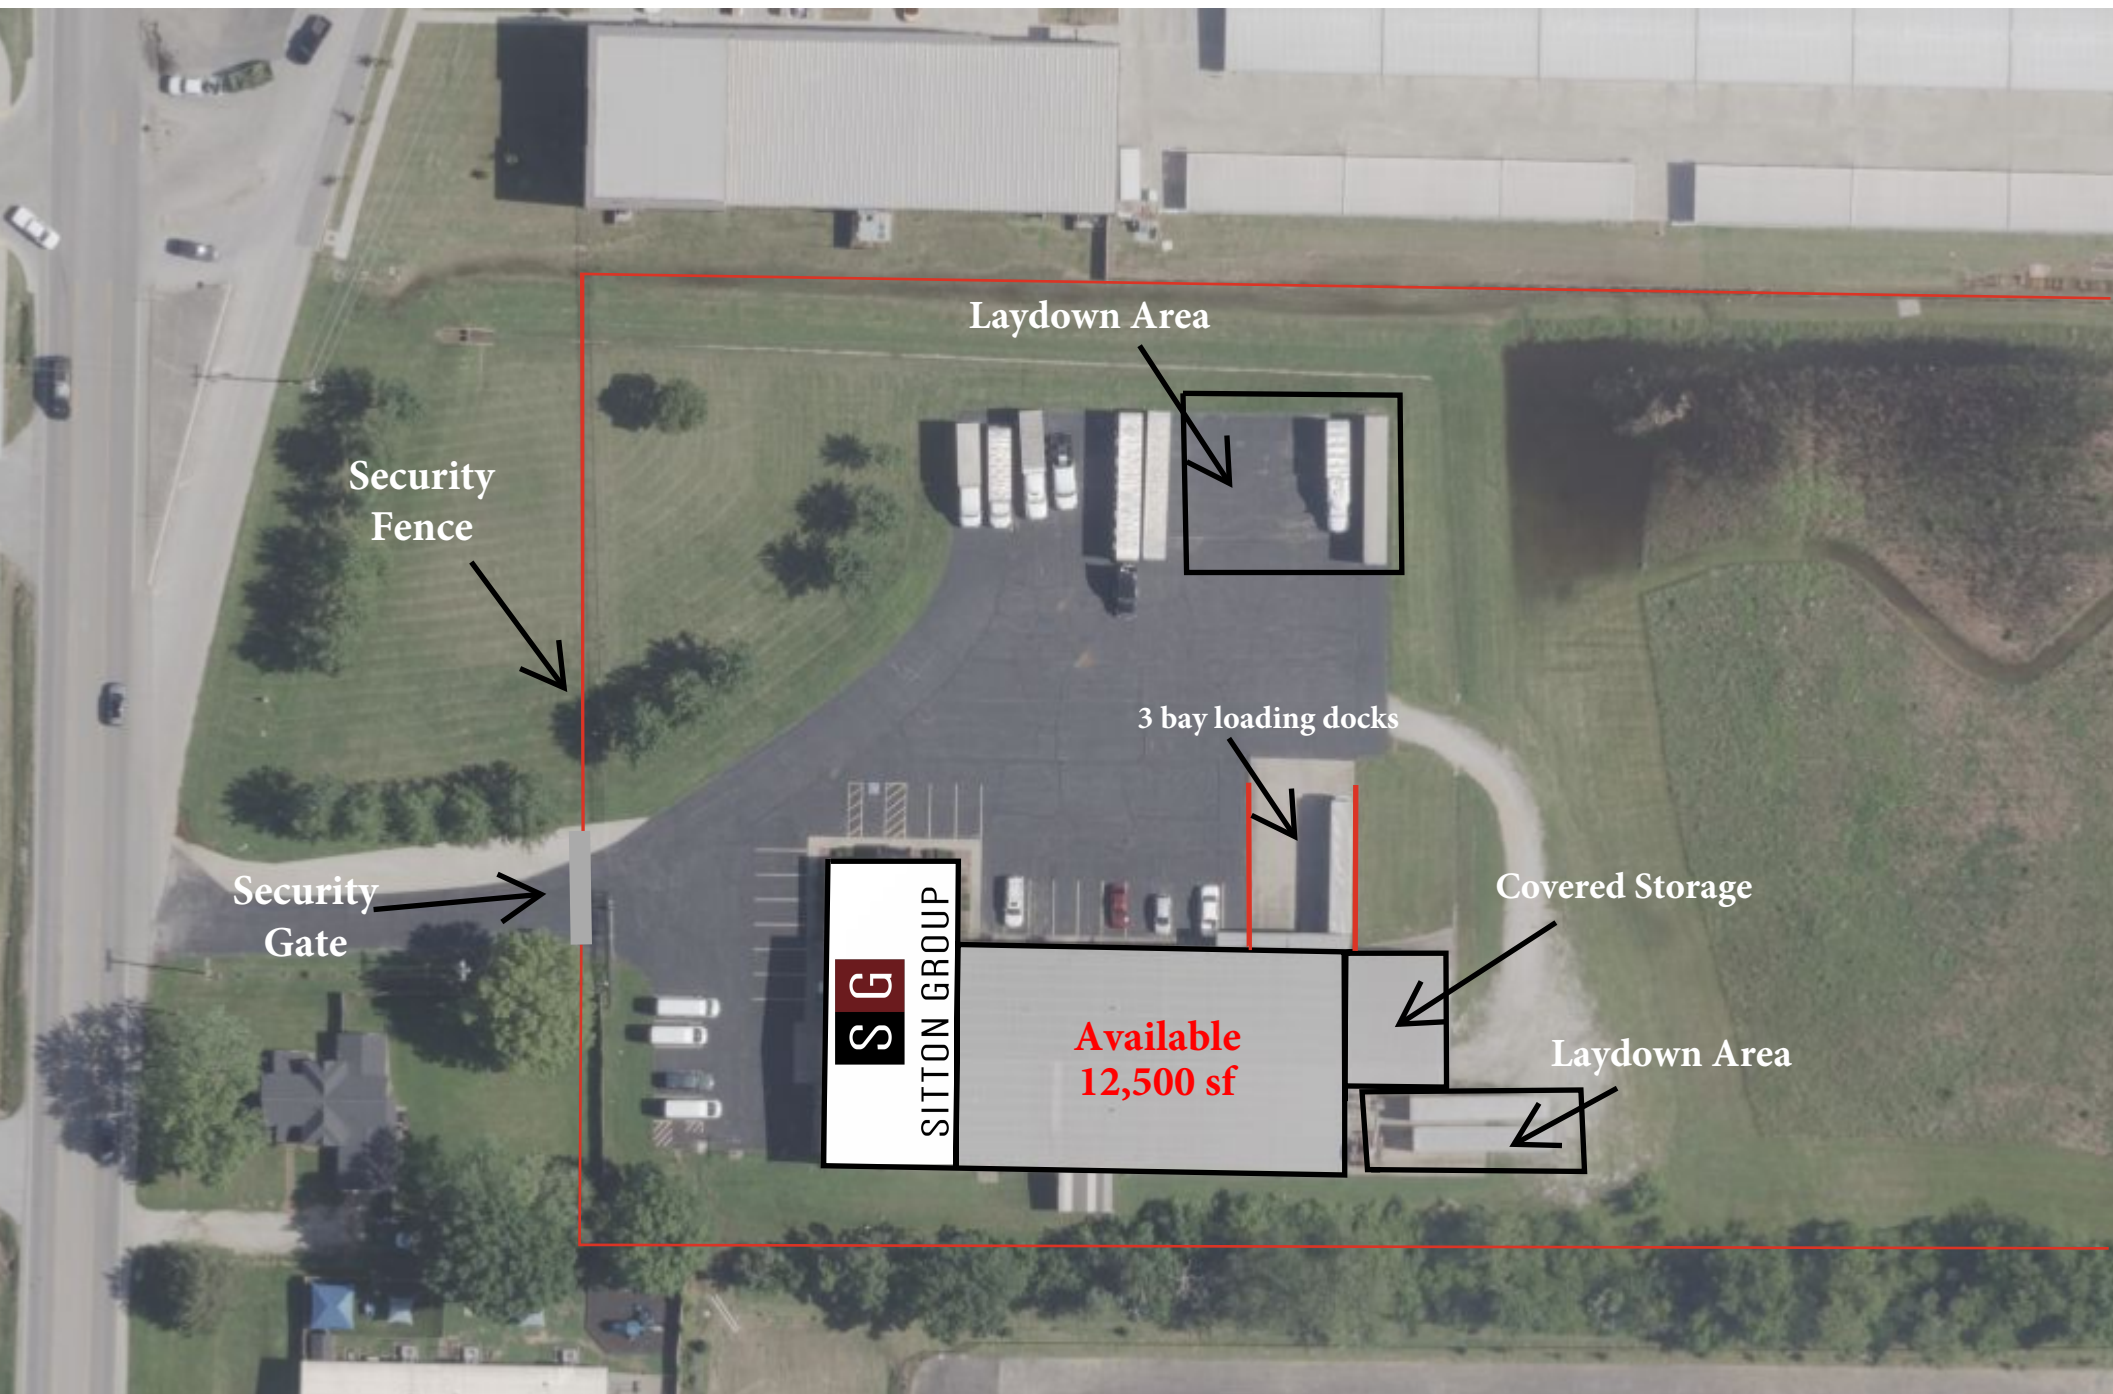 Laydown Area
Security
Fence
3 bay loading docks
Security
Gate
Covered Storage
SG
SITTON GROUP
Available
12,500 sf
Laydown Area